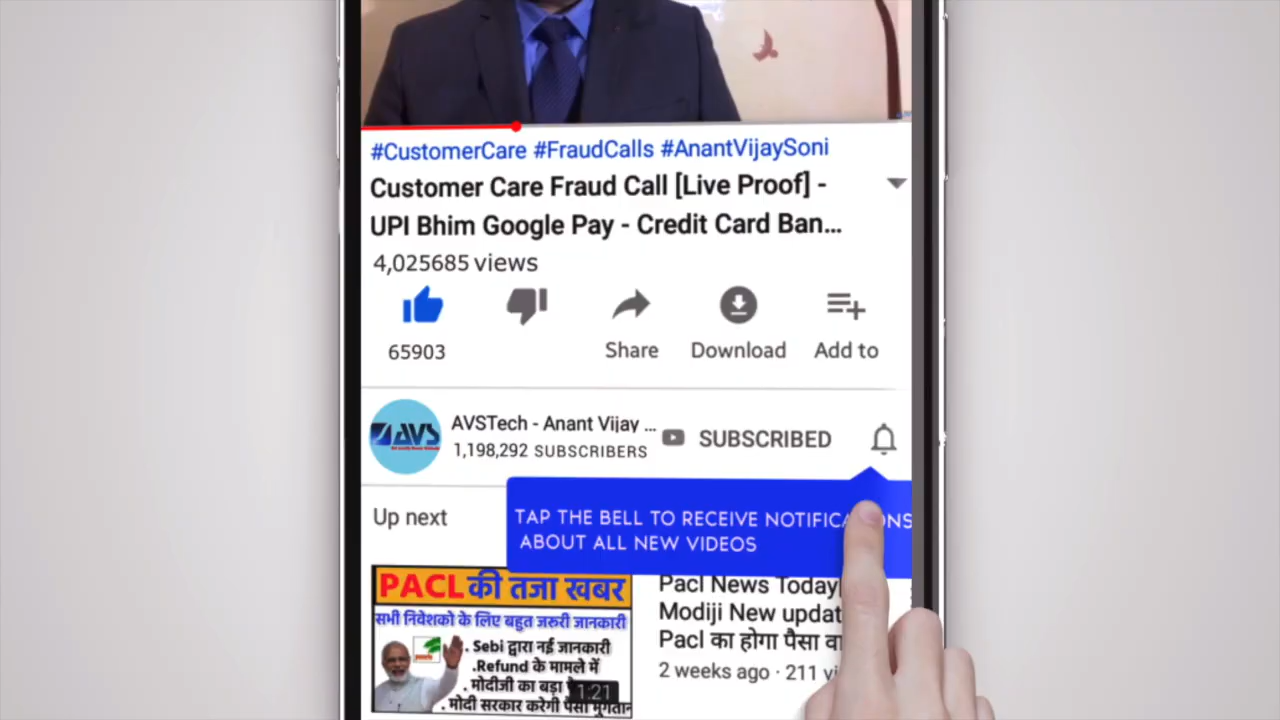 #CustomerCare #FraudCalls #AnantVijaySoni
Customer Care Fraud Call [Live Proof] -
UPI Bhim Google Pay - Credit Card Ban...
4,025685 views
65903
Share
Download
Add to
AVS
AVSTech - Anant Vijay ...
1,198,292 SUBSCRIBERS
SUBSCRIBED
Up next
TAP THE BELL TO RECEIVE
ABOUT ALL NEW VIDEOS
PACL की तजा खबर
सभी निवेशको के लिए बहुत जरुरी जानकारी
. Sebi द्वारा नई जानकारी
.Refund के मामले में
. मोदीजी का बड़ा
. मोदी सरकार करेगी पैसा भुगतान
1:21
Pacl News Today
Modiji New updat
Pacl का होगा पैसा
2 weeks ago · 211